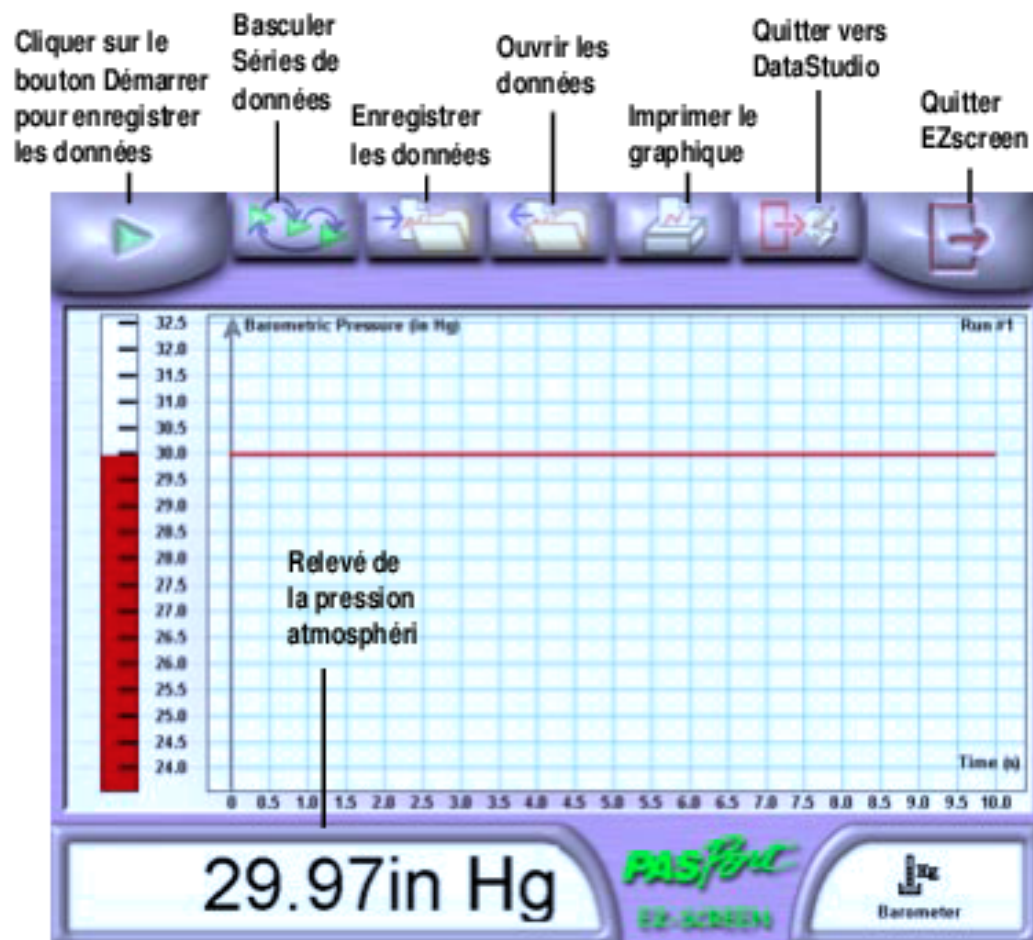 Cliquer sur le
bouton Démarrer
pour enregistrer
les données
Basculer
Séries de
données
Enregistrer
les données
Ouvrir les
données
Imprimer le
graphique
Quitter vers
DataStudio
Quitter
EZscreen
Barometric Pressure (in Hg)
Run #1
32.5
32.0
31.5
31.0
30.5
30.0
29.5
29.0
28.5
28.0
27.5
27.0
26.5
26.0
25.5
25.0
24.5
24.0
Relevé de
la pression
atmosphéri
Time (s)
0 0.5 1.0 1.5 2.0 2.5 3.0 3.5 4.0 4.5 5.0 5.5 6.0 6.5 7.0 7.5 8.0 8.5 9.0 9.5 10.0
29.97in Hg
PASPort
EZ-SCREEN
Hg
Barometer